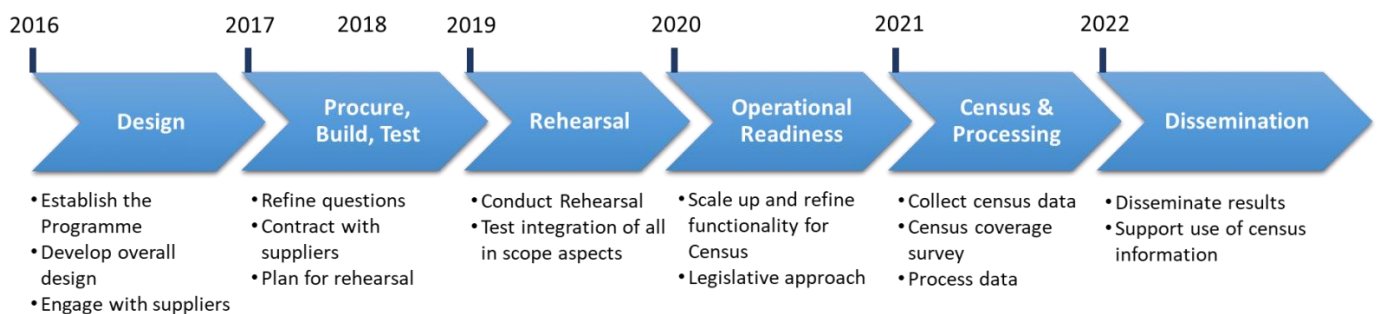 2016 2017 2018 2019 2020 2021 2022
Design
Procure,
Build, Test
Rehearsal
Operational
Readiness
Census &
Processing
Dissemination
• Establish the
Programme
• Develop overall
design
• Engage with suppliers
• Refine questions
• Contract with
suppliers
• Plan for rehearsal
• Conduct Rehearsal
• Test integration of all
in scope aspects
• Scale up and refine
functionality for
Census
• Legislative approach
• Collect census data
• Census coverage
survey
• Process data
• Disseminate results
• Support use of census
information